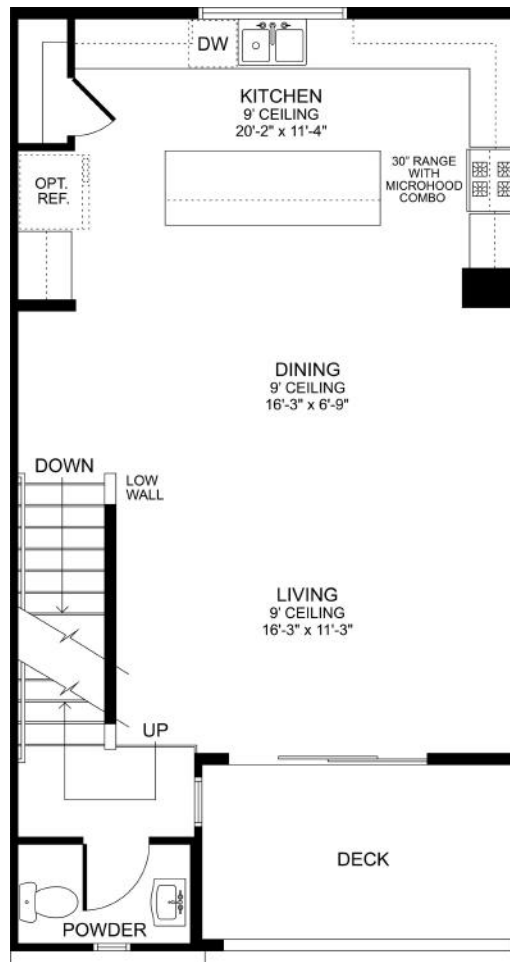 DW
KITCHEN
9' CEILING
20'-2" x 11'-4"
30" RANGE
WITH
MICROHOOD
COMBO
OPT.
REF.
DINING
9' CEILING
16'-3" x 6'-9"
DOWN
LOW
WALL
LIVING
9' CEILING
16'-3" x 11'-3"
UP
DECK
POWDER